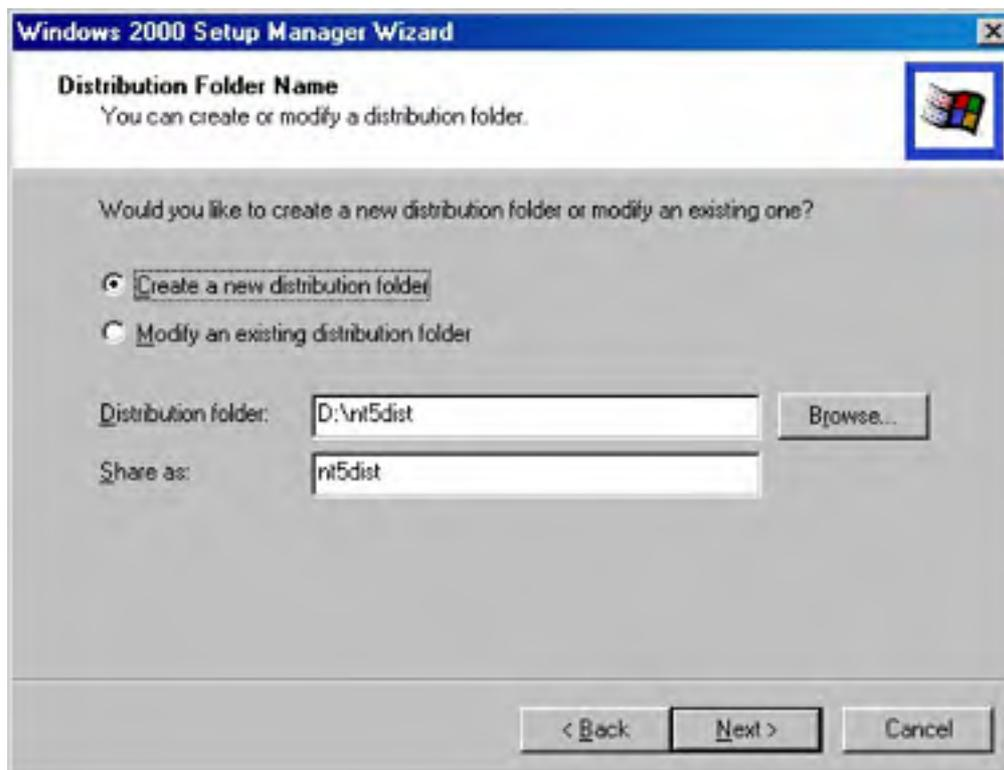 Windows 2000 Setup Manager Wizard
Distribution Folder Name
You can create or modify a distribution folder.
Would you like to create a new distribution folder or modify an existing one?
Create a new distribution folder
Modify an existing distribution folder
Distribution folder: D:\nt5dist Browse...
Share as: nt5dist
< Back Next > Cancel